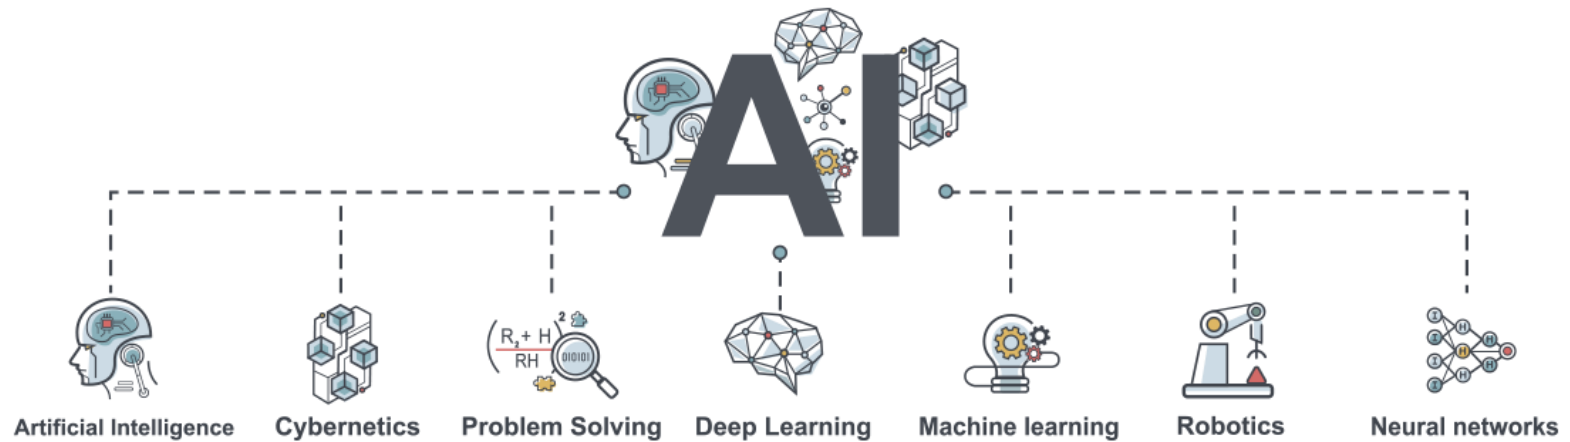 AI
(R₂+ H
RH
2
010101
I
I
I
I
H
H
H
H
H
Artificial Intelligence
Cybernetics
Problem Solving
Deep Learning
Machine learning
Robotics
Neural networks